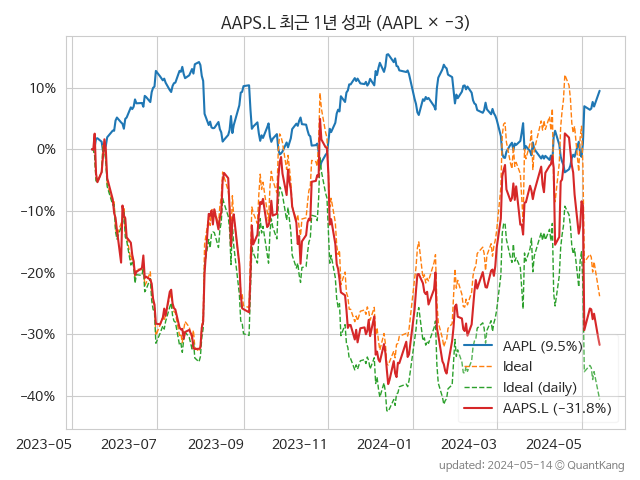 AAPS.L 최근 1년 성과 (AAPL × −3)
10%
0%
−10%
−20%
−30%
−40%
AAPL (9.5%)
Ideal
Ideal (daily)
AAPS.L (−31.8%)
2023-05
2023-07
2023-09
2023-11
2024-01
2024-03
2024-05
updated: 2024-05-14 © QuantKang